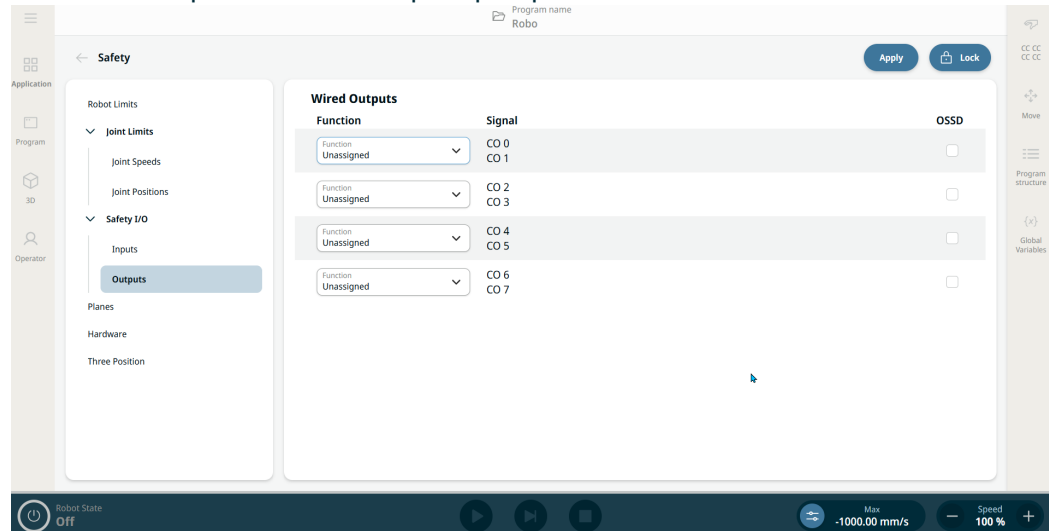 Program name
Robo
Safety
Apply
Lock
Application
Program
3D
Operator
Robot Limits
Joint Limits
Joint Speeds
Joint Positions
Safety I/O
Inputs
Outputs
Planes
Hardware
Three Position
Wired Outputs
Function Signal OSSD
Function
Unassigned
CO 0
CO 1
Function
Unassigned
CO 2
CO 3
Function
Unassigned
CO 4
CO 5
Function
Unassigned
CO 6
CO 7
CC CC
CC CC
Move
Program
structure
{x}
Global
Variables
Robot State
Off
Max
-1000.00 mm/s
Speed
100 %